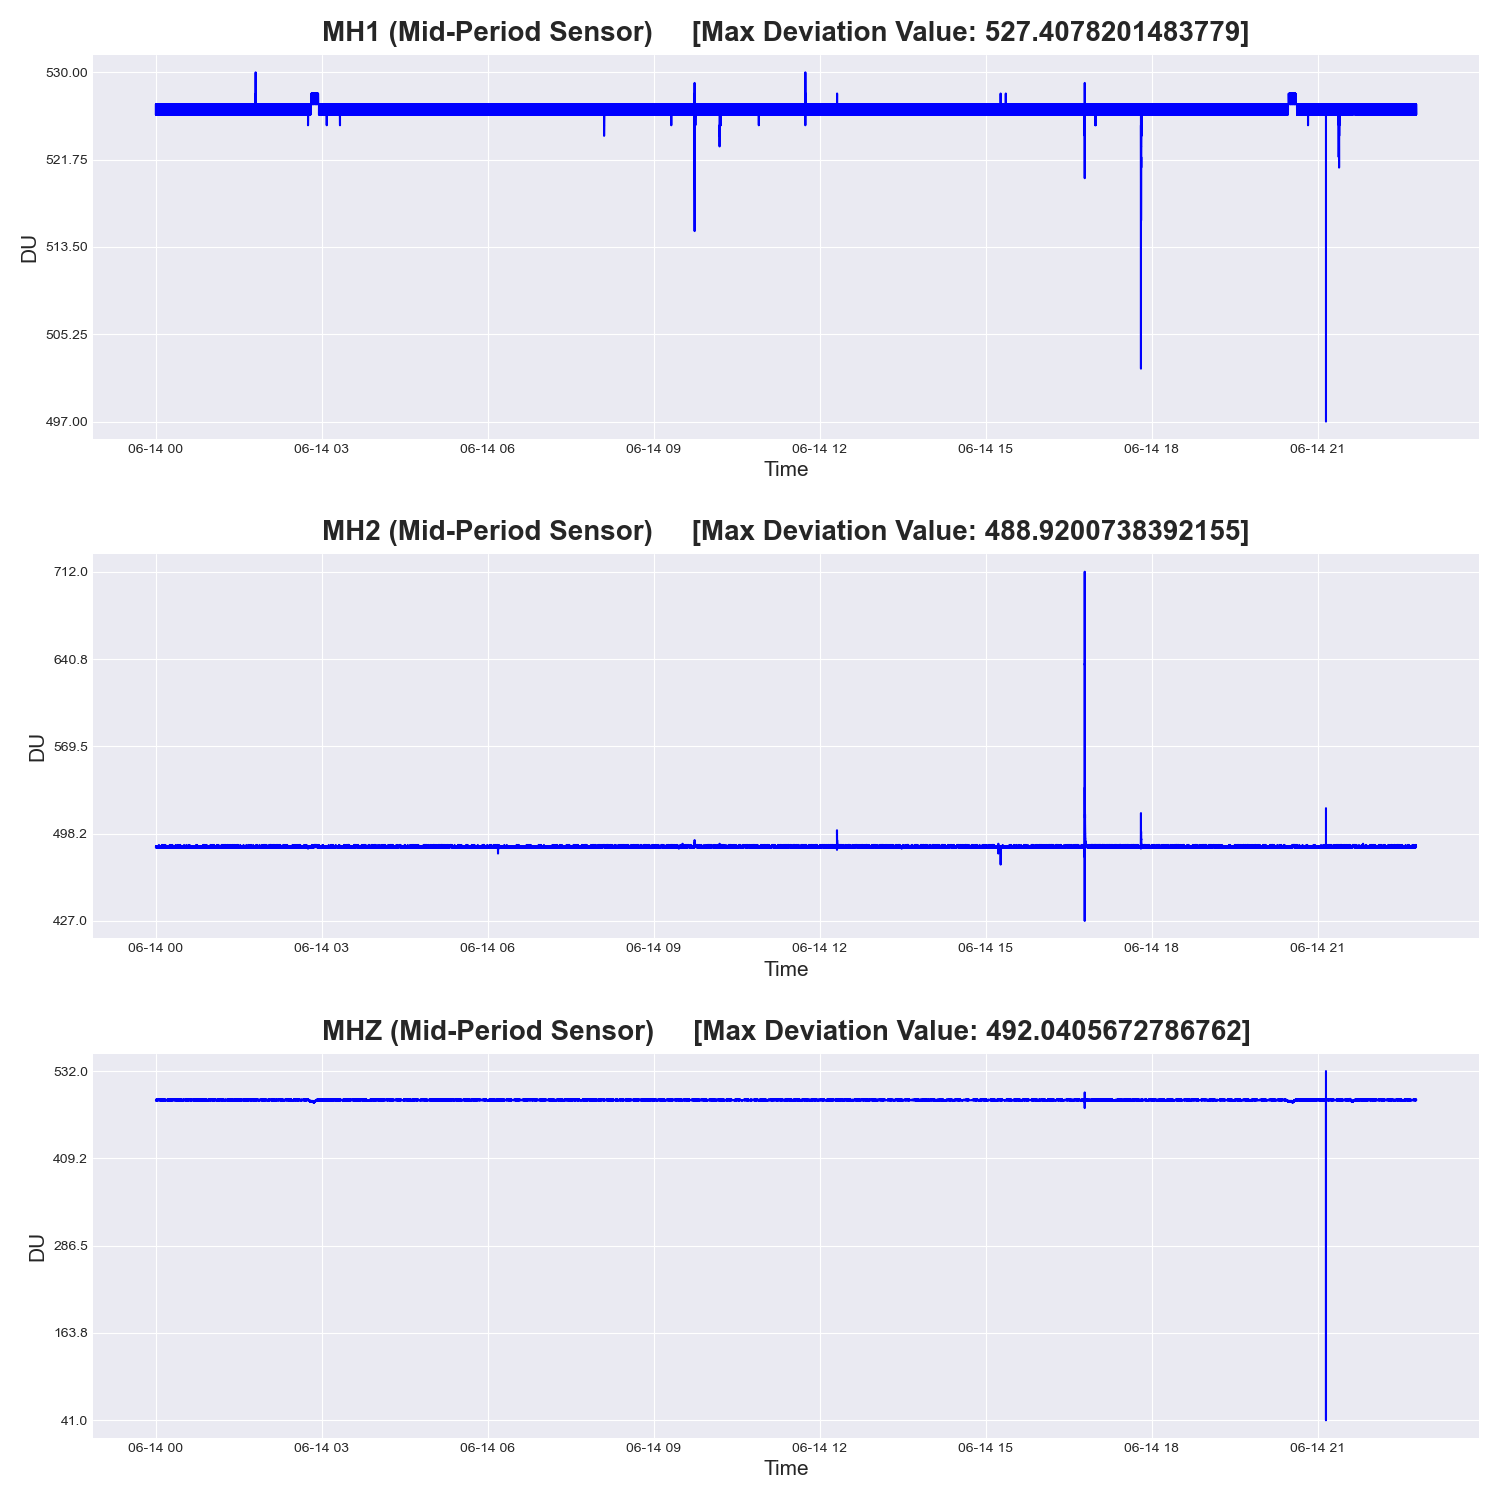 MH1 (Mid-Period Sensor) [Max Deviation Value: 527.4078201483779]
530.00
521.75
513.50
505.25
497.00
DU
06-14 00 06-14 03 06-14 06 06-14 09 06-14 12 06-14 15 06-14 18 06-14 21
Time
MH2 (Mid-Period Sensor) [Max Deviation Value: 488.9200738392155]
712.0
640.8
569.5
498.2
427.0
DU
06-14 00 06-14 03 06-14 06 06-14 09 06-14 12 06-14 15 06-14 18 06-14 21
Time
MHZ (Mid-Period Sensor) [Max Deviation Value: 492.0405672786762]
532.0
409.2
286.5
163.8
41.0
DU
06-14 00 06-14 03 06-14 06 06-14 09 06-14 12 06-14 15 06-14 18 06-14 21
Time